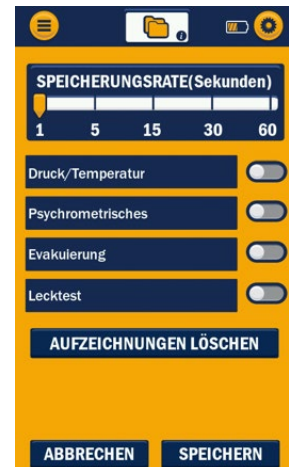 SPEICHERUNGSRATE(Sekunden)
1 5 15 30 60
Druck/Temperatur
Psychrometrisches
Evakuierung
Lecktest
AUFZEICHNUNGEN LÖSCHEN
ABBRECHEN SPEICHERN